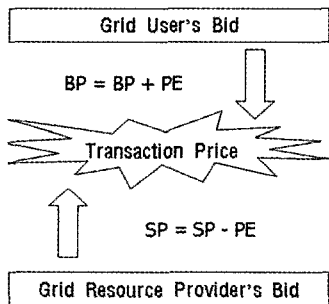 Grid User's Bid
BP = BP + PE
Transaction Price
SP = SP - PE
Grid Resource Provider's Bid